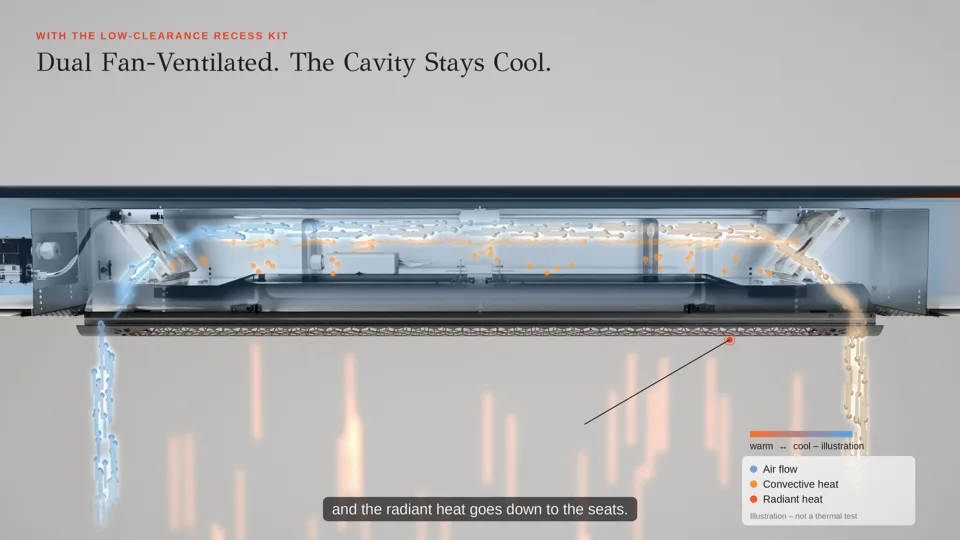 WITH THE LOW-CLEARANCE RECESS KIT
Dual Fan-Ventilated. The Cavity Stays Cool.
warm ↔ cool – illustration
Air flow
Convective heat
Radiant heat
Illustration – not a thermal test
and the radiant heat goes down to the seats.